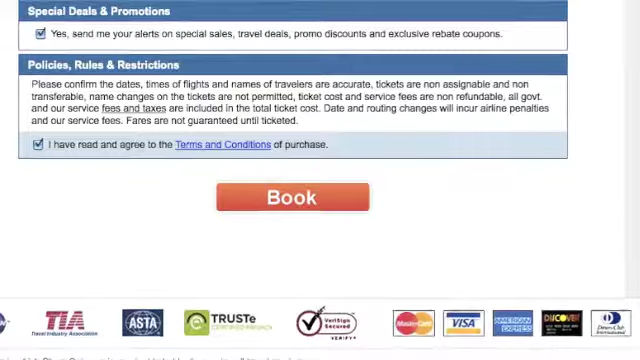 Special Deals & Promotions
Yes, send me your alerts on special sales, travel deals, promo discounts and exclusive rebate coupons.
Policies, Rules & Restrictions
Please confirm the dates, times of flights and names of travelers are accurate, tickets are non assignable and non
transferable, name changes on the tickets are not permitted, ticket cost and service fees are non refundable, all govt.
and our service fees and taxes are included in the total ticket cost. Date and routing changes will incur airline penalties
and our service fees. Fares are not guaranteed until ticketed.
I have read and agree to the Terms and Conditions of purchase.
Book
TIA
Travel Industry Association
ASTA
TRUSTe
CERTIFIED PRIVACY
VeriSign
Secured
VERIFY
MasterCard
VISA
AMERICAN
EXPRESS
DISCOVER
Diners Club
International